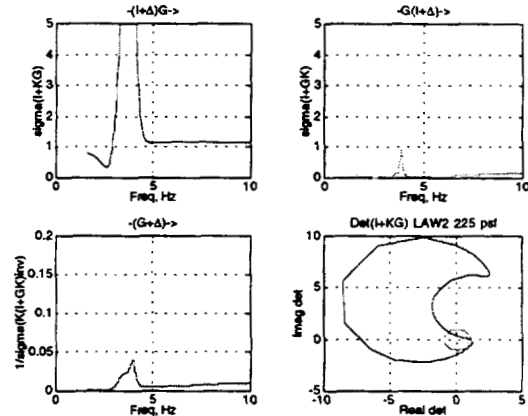 -(I+Δ)G->
5
4
3
2
1
0
0 5 10
sigma(I+KG)
Freq, Hz
-G(I+Δ)->
5
4
3
2
1
0
0 5 10
sigma(I+GK)
Freq, Hz
-(G+Δ)->
0.2
0.15
0.1
0.05
0
0 5 10
1/sigma(K(I+GK)inv)
Freq, Hz
Det(I+KG) LAW2 225 psf
10
5
0
-5
-10 -5 0 5
Imag det
Real det